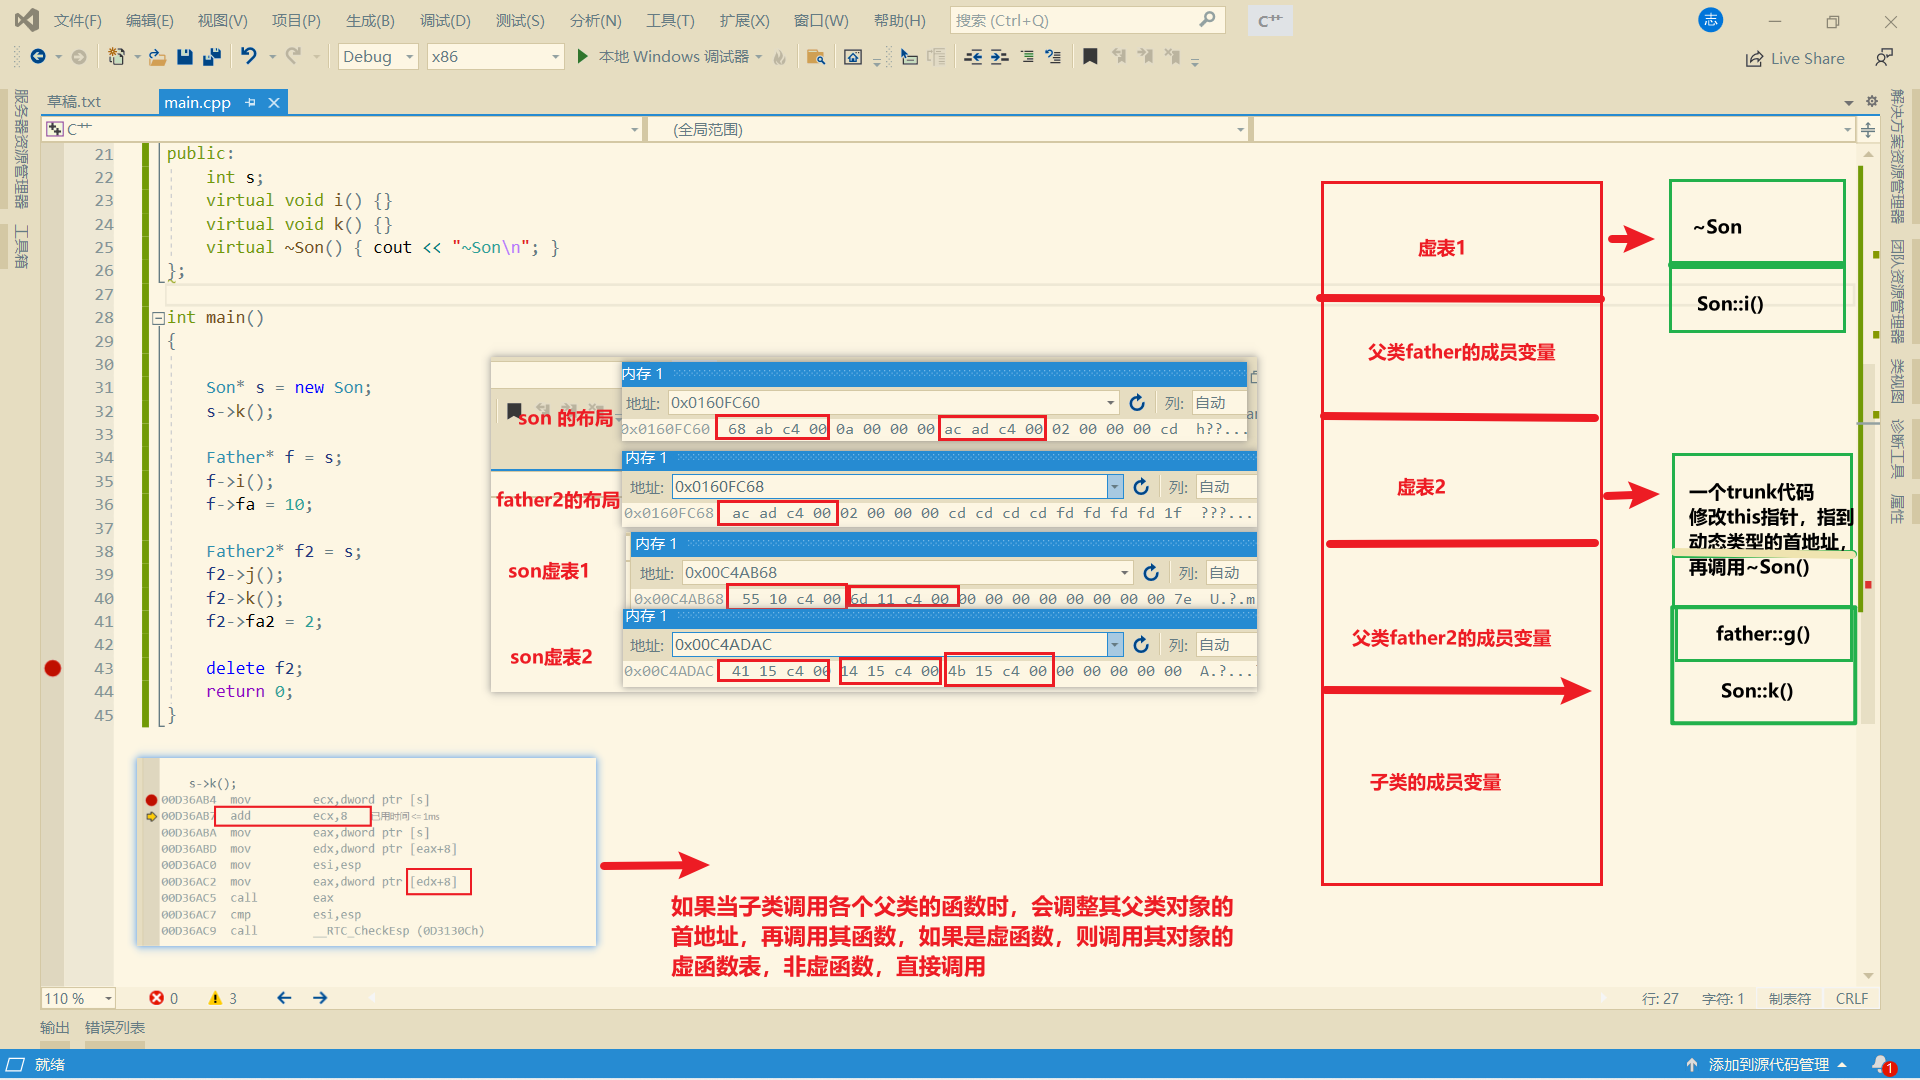 文件(F) 编辑(E) 视图(V) 项目(P) 生成(B) 调试(D) 测试(S) 分析(N) 工具(T) 扩展(X) 窗口(W) 帮助(H) 搜索 (Ctrl+Q) C++ 志
Debug x86 本地 Windows 调试器 Live Share
服务器资源管理器
工具箱
草稿.txt main.cpp
C++ (全局范围)
21 public:
22 int s;
23 virtual void i() {}
24 virtual void k() {}
25 virtual ~Son() { cout << "~Son\n"; }
26 };
27
28 int main()
29 {
30
31 Son* s = new Son;
32 s->k();
33
34 Father* f = s;
35 f->i();
36 f->fa = 10;
37
38 Father2* f2 = s;
39 f2->j();
40 f2->k();
41 f2->fa2 = 2;
42
43 delete f2;
44 return 0;
45 }
son 的布局
内存 1
地址: 0x0160FC60 列: 自动
0x0160FC60 68 ab c4 00 0a 00 00 00 ac ad c4 00 02 00 00 00 cd h??...
father2的布局
内存 1
地址: 0x0160FC68 列: 自动
0x0160FC68 ac ad c4 00 02 00 00 00 cd cd cd cd fd fd fd fd 1f ???...
son虚表1
内存 1
地址: 0x00C4AB68 列: 自动
0x00C4AB68 55 10 c4 00 6d 11 c4 00 00 00 00 00 00 00 00 00 7e U.?.m
son虚表2
内存 1
地址: 0x00C4ADAC 列: 自动
0x00C4ADAC 41 15 c4 00 14 15 c4 00 4b 15 c4 00 00 00 00 00 00 A.?...
虚表1
父类father的成员变量
虚表2
父类father2的成员变量
子类的成员变量
~Son
Son::i()
一个trunk代码
修改this指针，指到
动态类型的首地址，
再调用~Son()
father::g()
Son::k()
s->k();
00D36AB4 mov ecx,dword ptr [s]
00D36AB7 add ecx,8 已用时间 <= 1ms
00D36ABA mov eax,dword ptr [s]
00D36ABD mov edx,dword ptr [eax+8]
00D36AC0 mov esi,esp
00D36AC2 mov eax,dword ptr [edx+8]
00D36AC5 call eax
00D36AC7 cmp esi,esp
00D36AC9 call __RTC_CheckEsp (0D3130Ch)
如果当子类调用各个父类的函数时，会调整其父类对象的
首地址，再调用其函数，如果是虚函数，则调用其对象的
虚函数表，非虚函数，直接调用
解决方案资源管理器
团队资源管理器
类视图
诊断工具
属性
110 % 0 3 行: 27 字符: 1 制表符 CRLF
输出 错误列表
就绪 添加到源代码管理 1